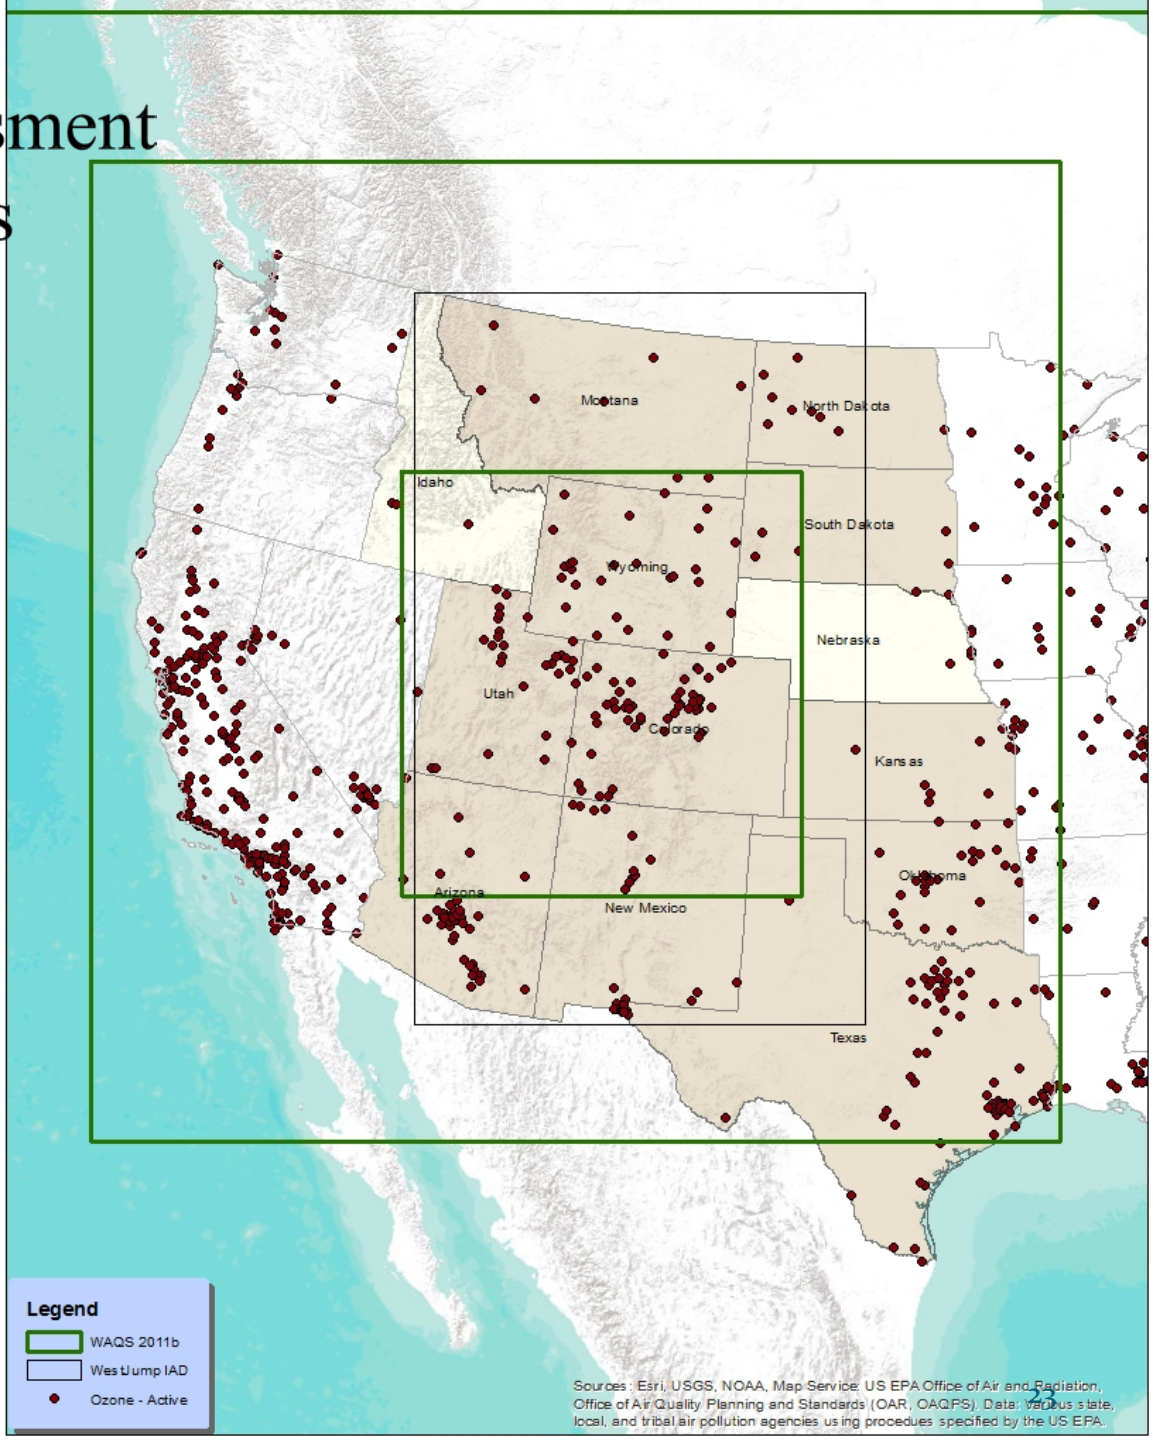 sment
s
Montana
North Dakota
Idaho
South Dakota
Wyoming
Nebraska
Utah
Colorado
Kansas
Oklahoma
Arizona
New Mexico
Texas
Legend
WAQS 2011b
WestJump IAD
Ozone - Active
Sources: Esri, USGS, NOAA, Map Service: US EPA Office of Air and Radiation,
Office of Air Quality Planning and Standards (OAR, OAQPS). Data: Various state,
local, and tribal air pollution agencies using procedues specified by the US EPA.
23